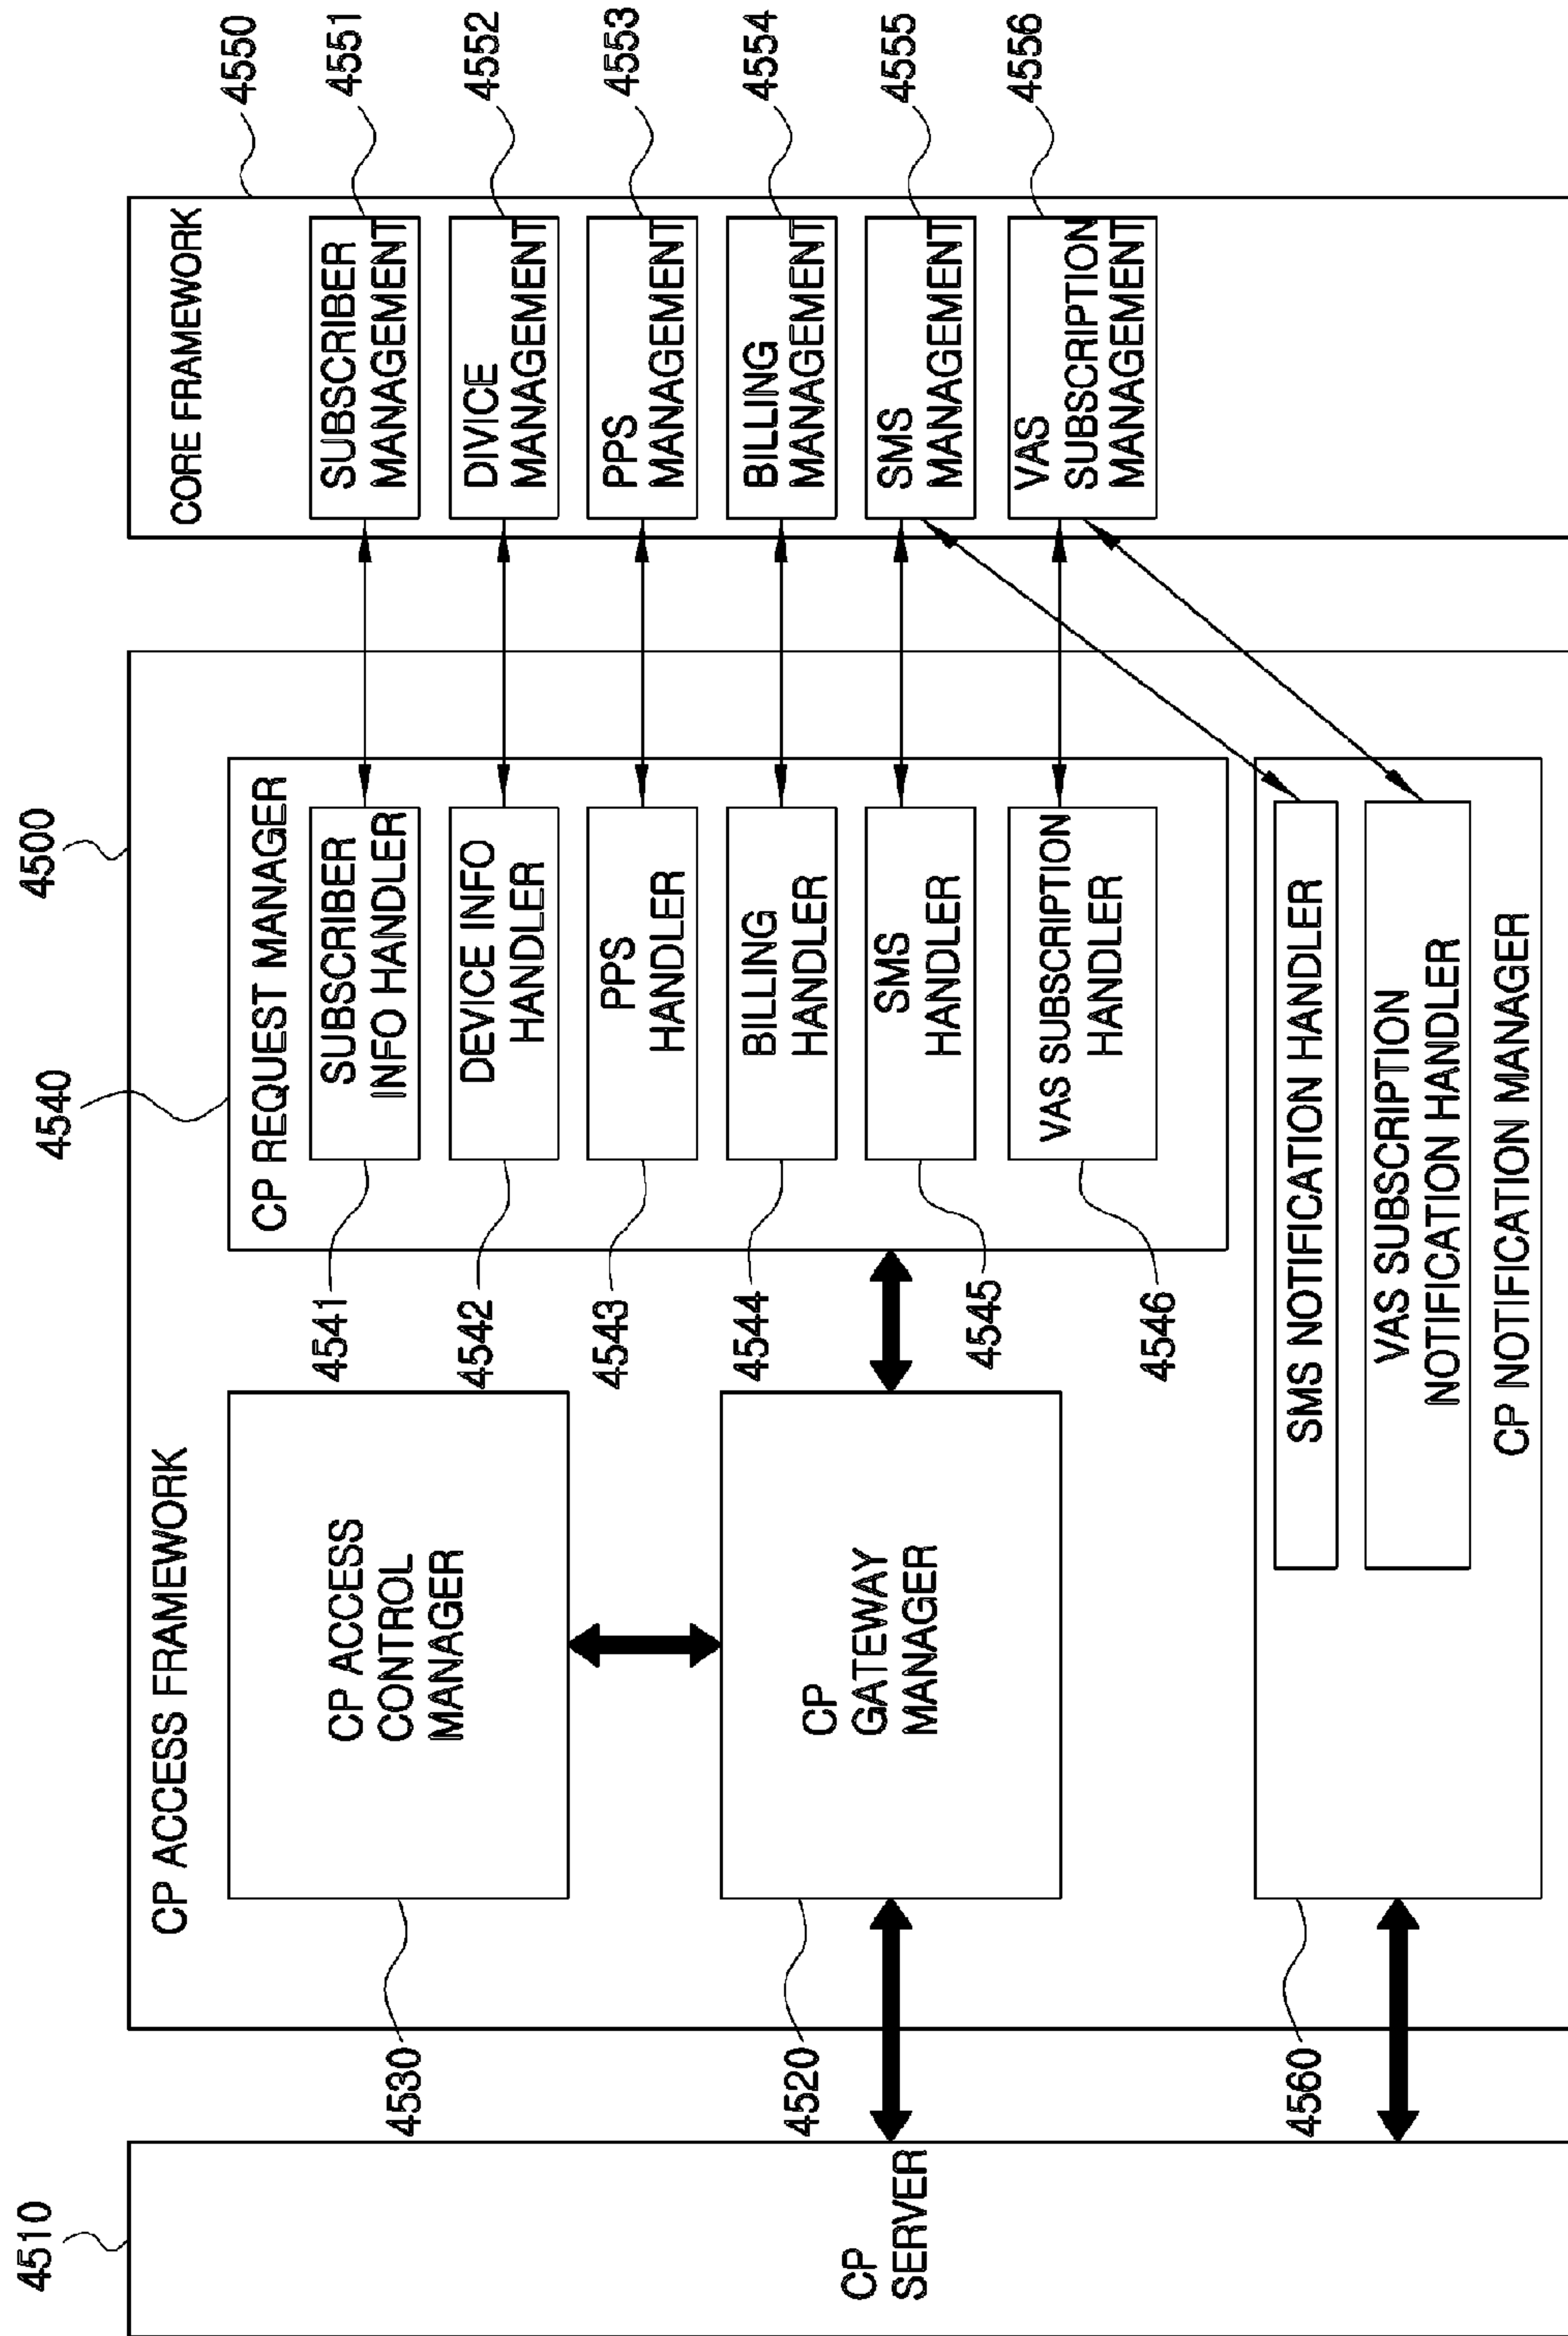 4510
CP
SERVER
4500
CP ACCESS FRAMEWORK
4530
CP ACCESS
CONTROL
MANAGER
4520
CP
GATEWAY
MANAGER
4540
CP REQUEST MANAGER
4541
SUBSCRIBER
INFO HANDLER
4542
DEVICE INFO
HANDLER
4543
PPS
HANDLER
4544
BILLING
HANDLER
4545
SMS
HANDLER
4546
VAS SUBSCRIPTION
HANDLER
4560
SMS NOTIFICATION HANDLER
VAS SUBSCRIPTION
NOTIFICATION HANDLER
CP NOTIFICATION MANAGER
4550
CORE FRAMEWORK
SUBSCRIBER
MANAGEMENT
4551
DIVICE
MANAGEMENT
4552
PPS
MANAGEMENT
4553
BILLING
MANAGEMENT
4554
SMS
MANAGEMENT
4555
VAS
SUBSCRIPTION
MANAGEMENT
4556